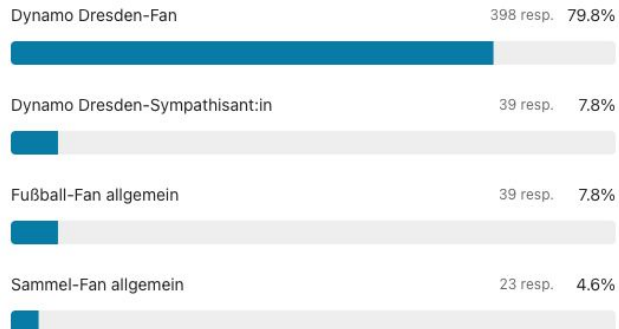 Dynamo Dresden-Fan 398 resp. 79.8%
Dynamo Dresden-Sympathisant:in 39 resp. 7.8%
Fußball-Fan allgemein 39 resp. 7.8%
Sammel-Fan allgemein 23 resp. 4.6%